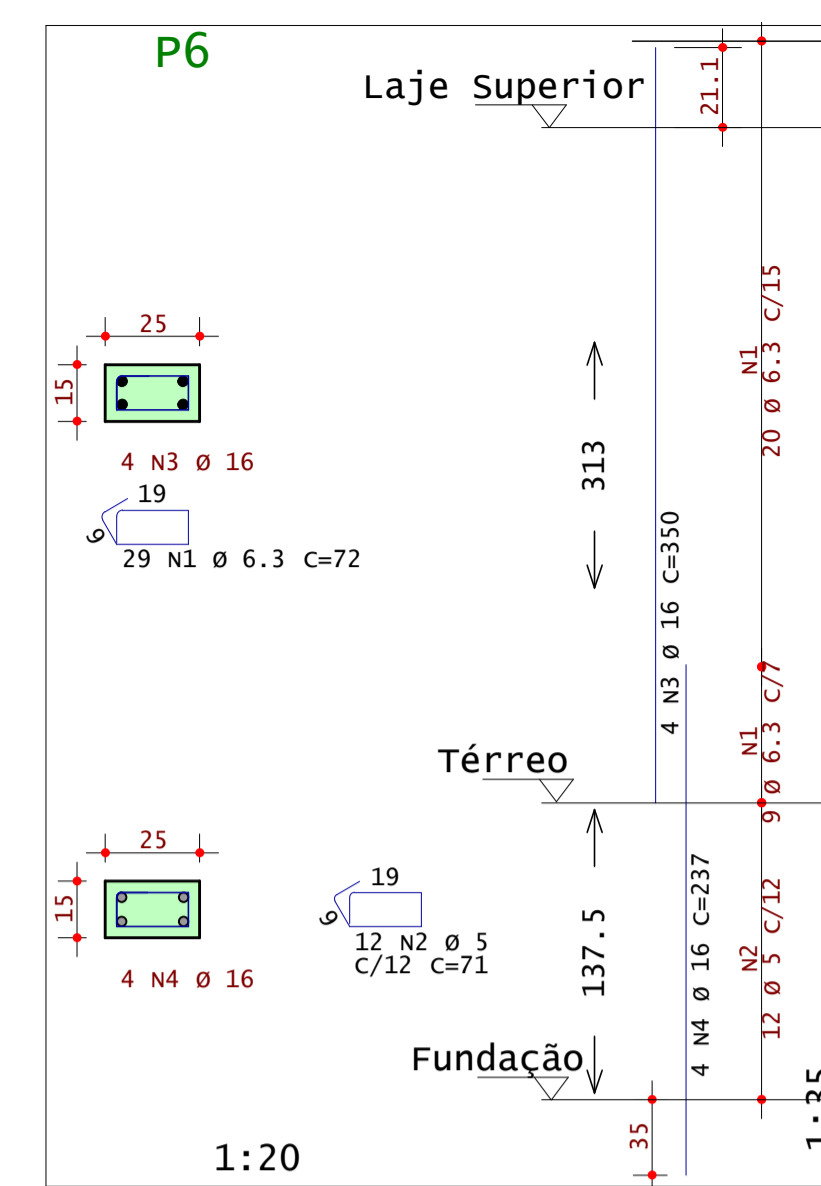 P6
Laje Superior
21.1
25
15
4 N3 Ø 16
19
9
29 N1 Ø 6.3 C=72
313
4 N3 Ø 16 C=350
N1
20 Ø 6.3 C/15
N1
9 Ø 6.3 C/7
Térreo
25
15
4 N4 Ø 16
19
9
12 N2 Ø 5
C/12 C=71
137.5
4 N4 Ø 16 C=237
N2
12 Ø 5 C/12
Fundação
35
1:20